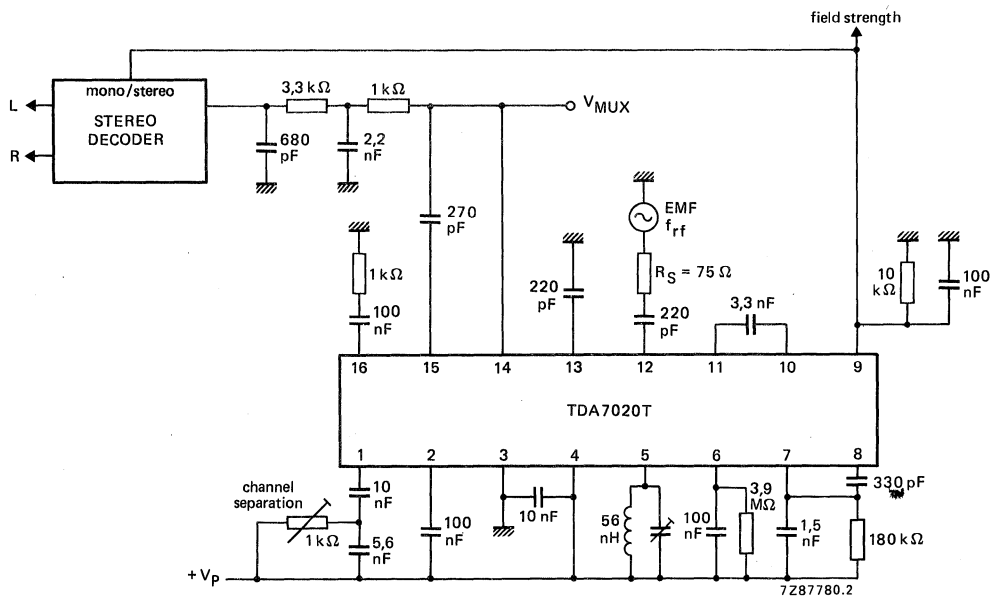 field strength
mono/stereo
STEREO
DECODER
L
R
3,3 kΩ
1 kΩ
V_MUX
680
pF
2,2
nF
270
pF
EMF
f_rf
R_S = 75 Ω
1 kΩ
100
nF
220
pF
220
pF
3,3 nF
10
kΩ
100
nF
16 15 14 13 12 11 10 9
TDA7020T
1 2 3 4 5 6 7 8
channel
separation
1 kΩ
10
nF
5,6
nF
100
nF
10 nF
56
nH
100
nF
3,9
MΩ
1,5
nF
330 pF
180 kΩ
+ V_P
7Z87780.2